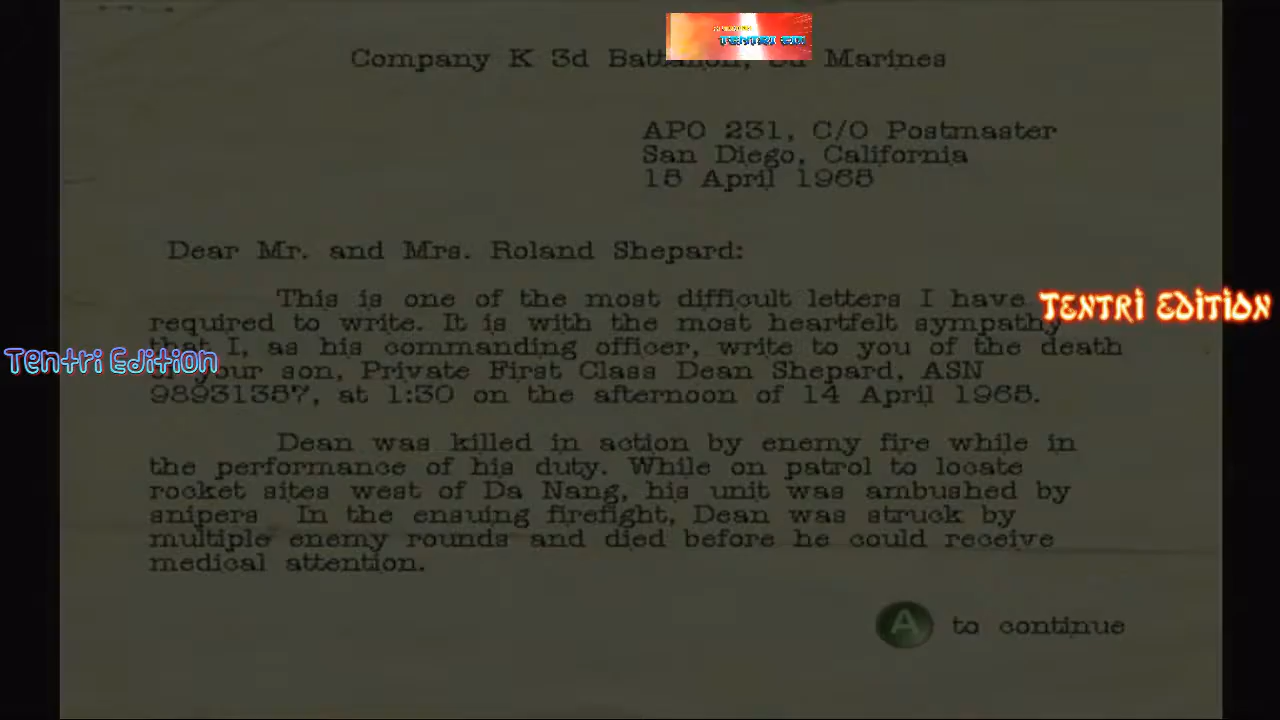 Company K 3d Battalion, 3d Marines
TENTRI EDI
APO 231, C/O Postmaster
San Diego, California
15 April 1968
Dear Mr. and Mrs. Roland Shepard:
This is one of the most difficult letters I have
TENTRI EDITION
required to write. It is with the most heartfelt sympathy
that I, as his commanding officer, write to you of the death
Tentri Edition
of your son, Private First Class Dean Shepard, ASN
98931357, at 1:30 on the afternoon of 14 April 1968.
Dean was killed in action by enemy fire while in
the performance of his duty. While on patrol to locate
rocket sites west of Da Nang, his unit was ambushed by
snipers In the ensuing firefight, Dean was struck by
multiple enemy rounds and died before he could receive
medical attention.
A to continue